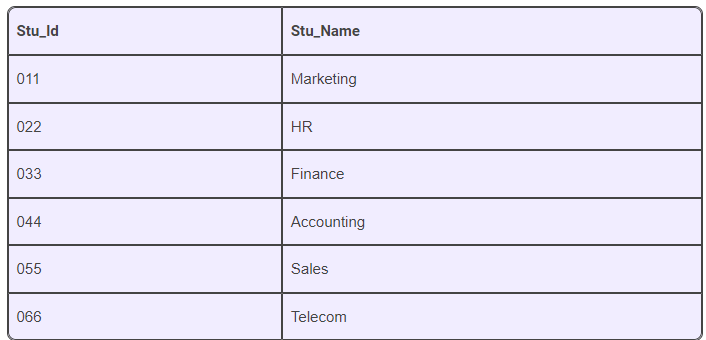 Stu_Id Stu_Name
011 Marketing
022 HR
033 Finance
044 Accounting
055 Sales
066 Telecom